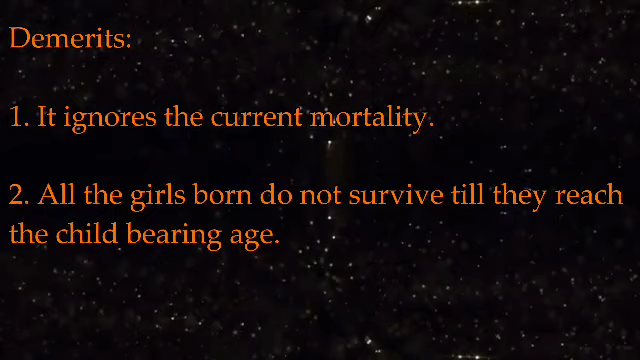 Demerits:
1. It ignores the current mortality.
2. All the girls born do not survive till they reach
the child bearing age.